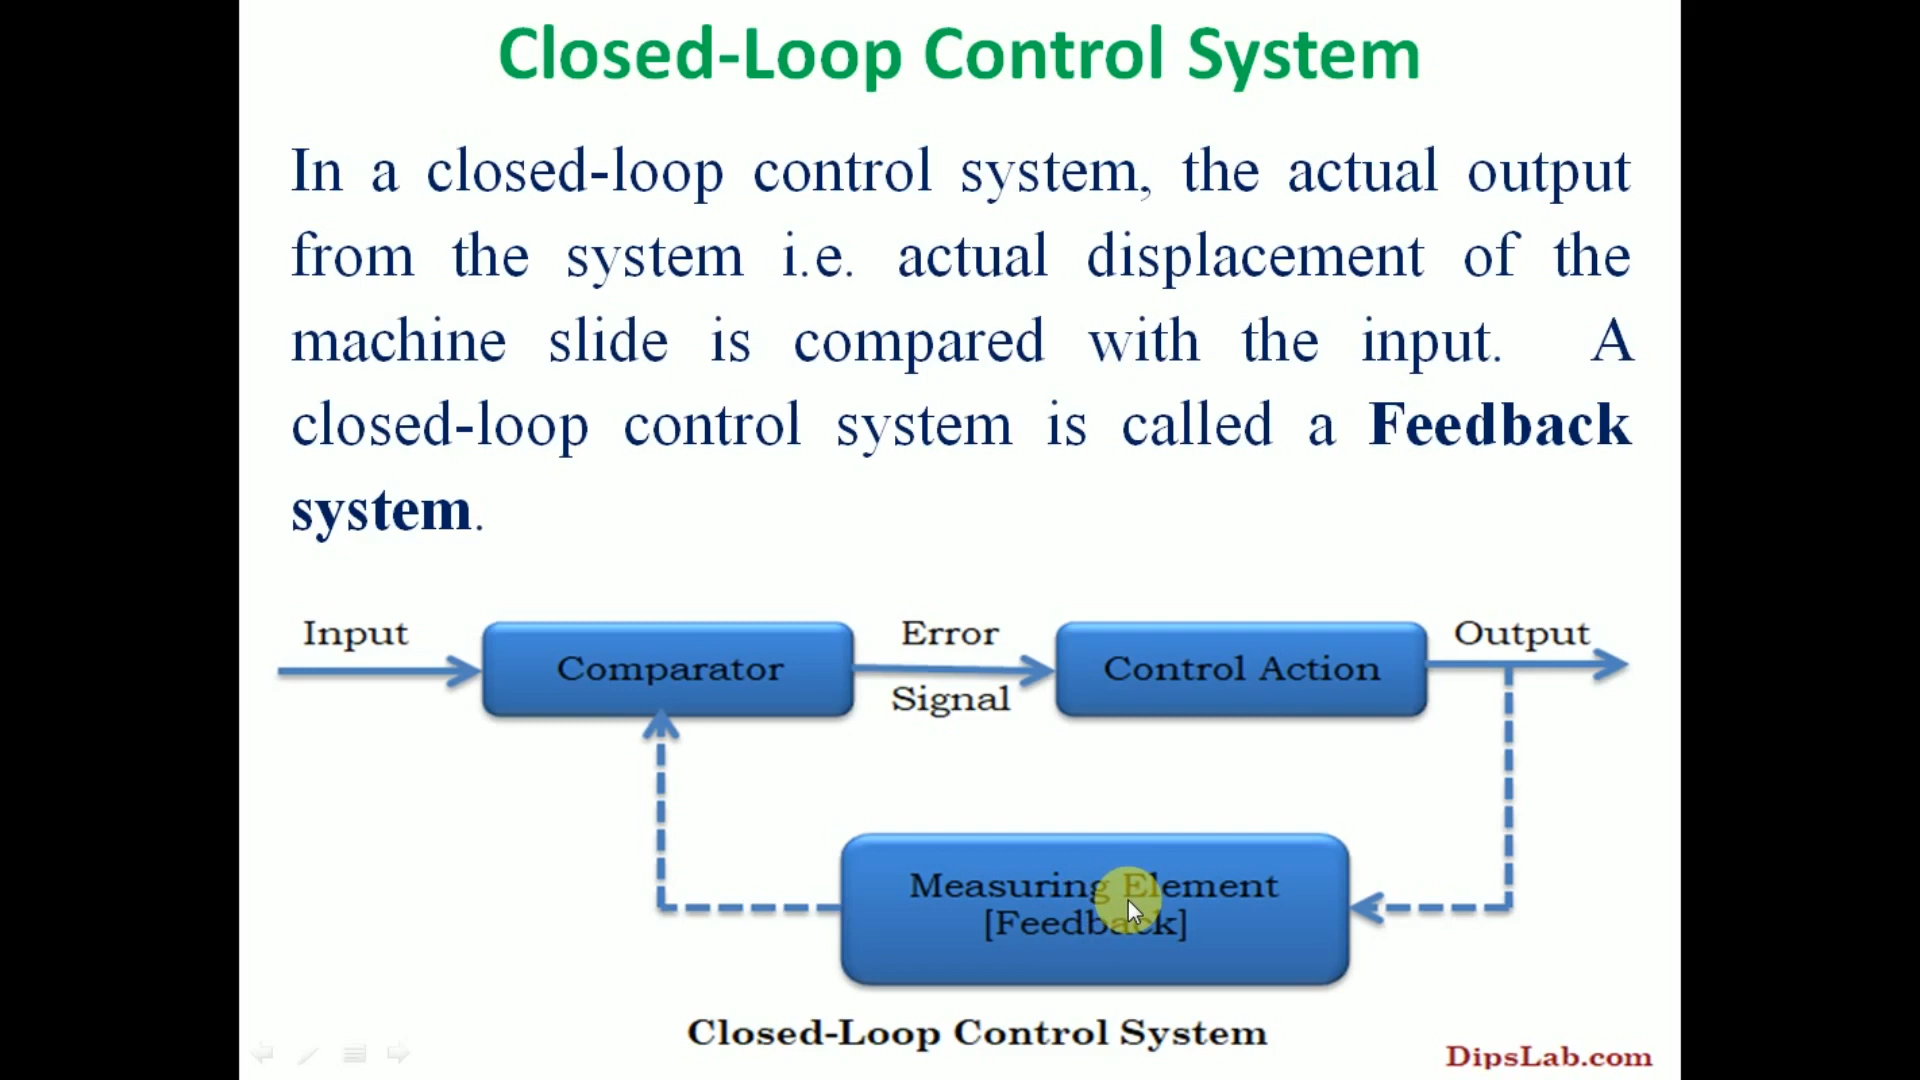 Closed-Loop Control System
In a closed-loop control system, the actual output
from the system i.e. actual displacement of the
machine slide is compared with the input. A
closed-loop control system is called a Feedback
system.
Input
Comparator
Error
Signal
Control Action
Output
Measuring Element
[Feedback]
Closed-Loop Control System
DipsLab.com